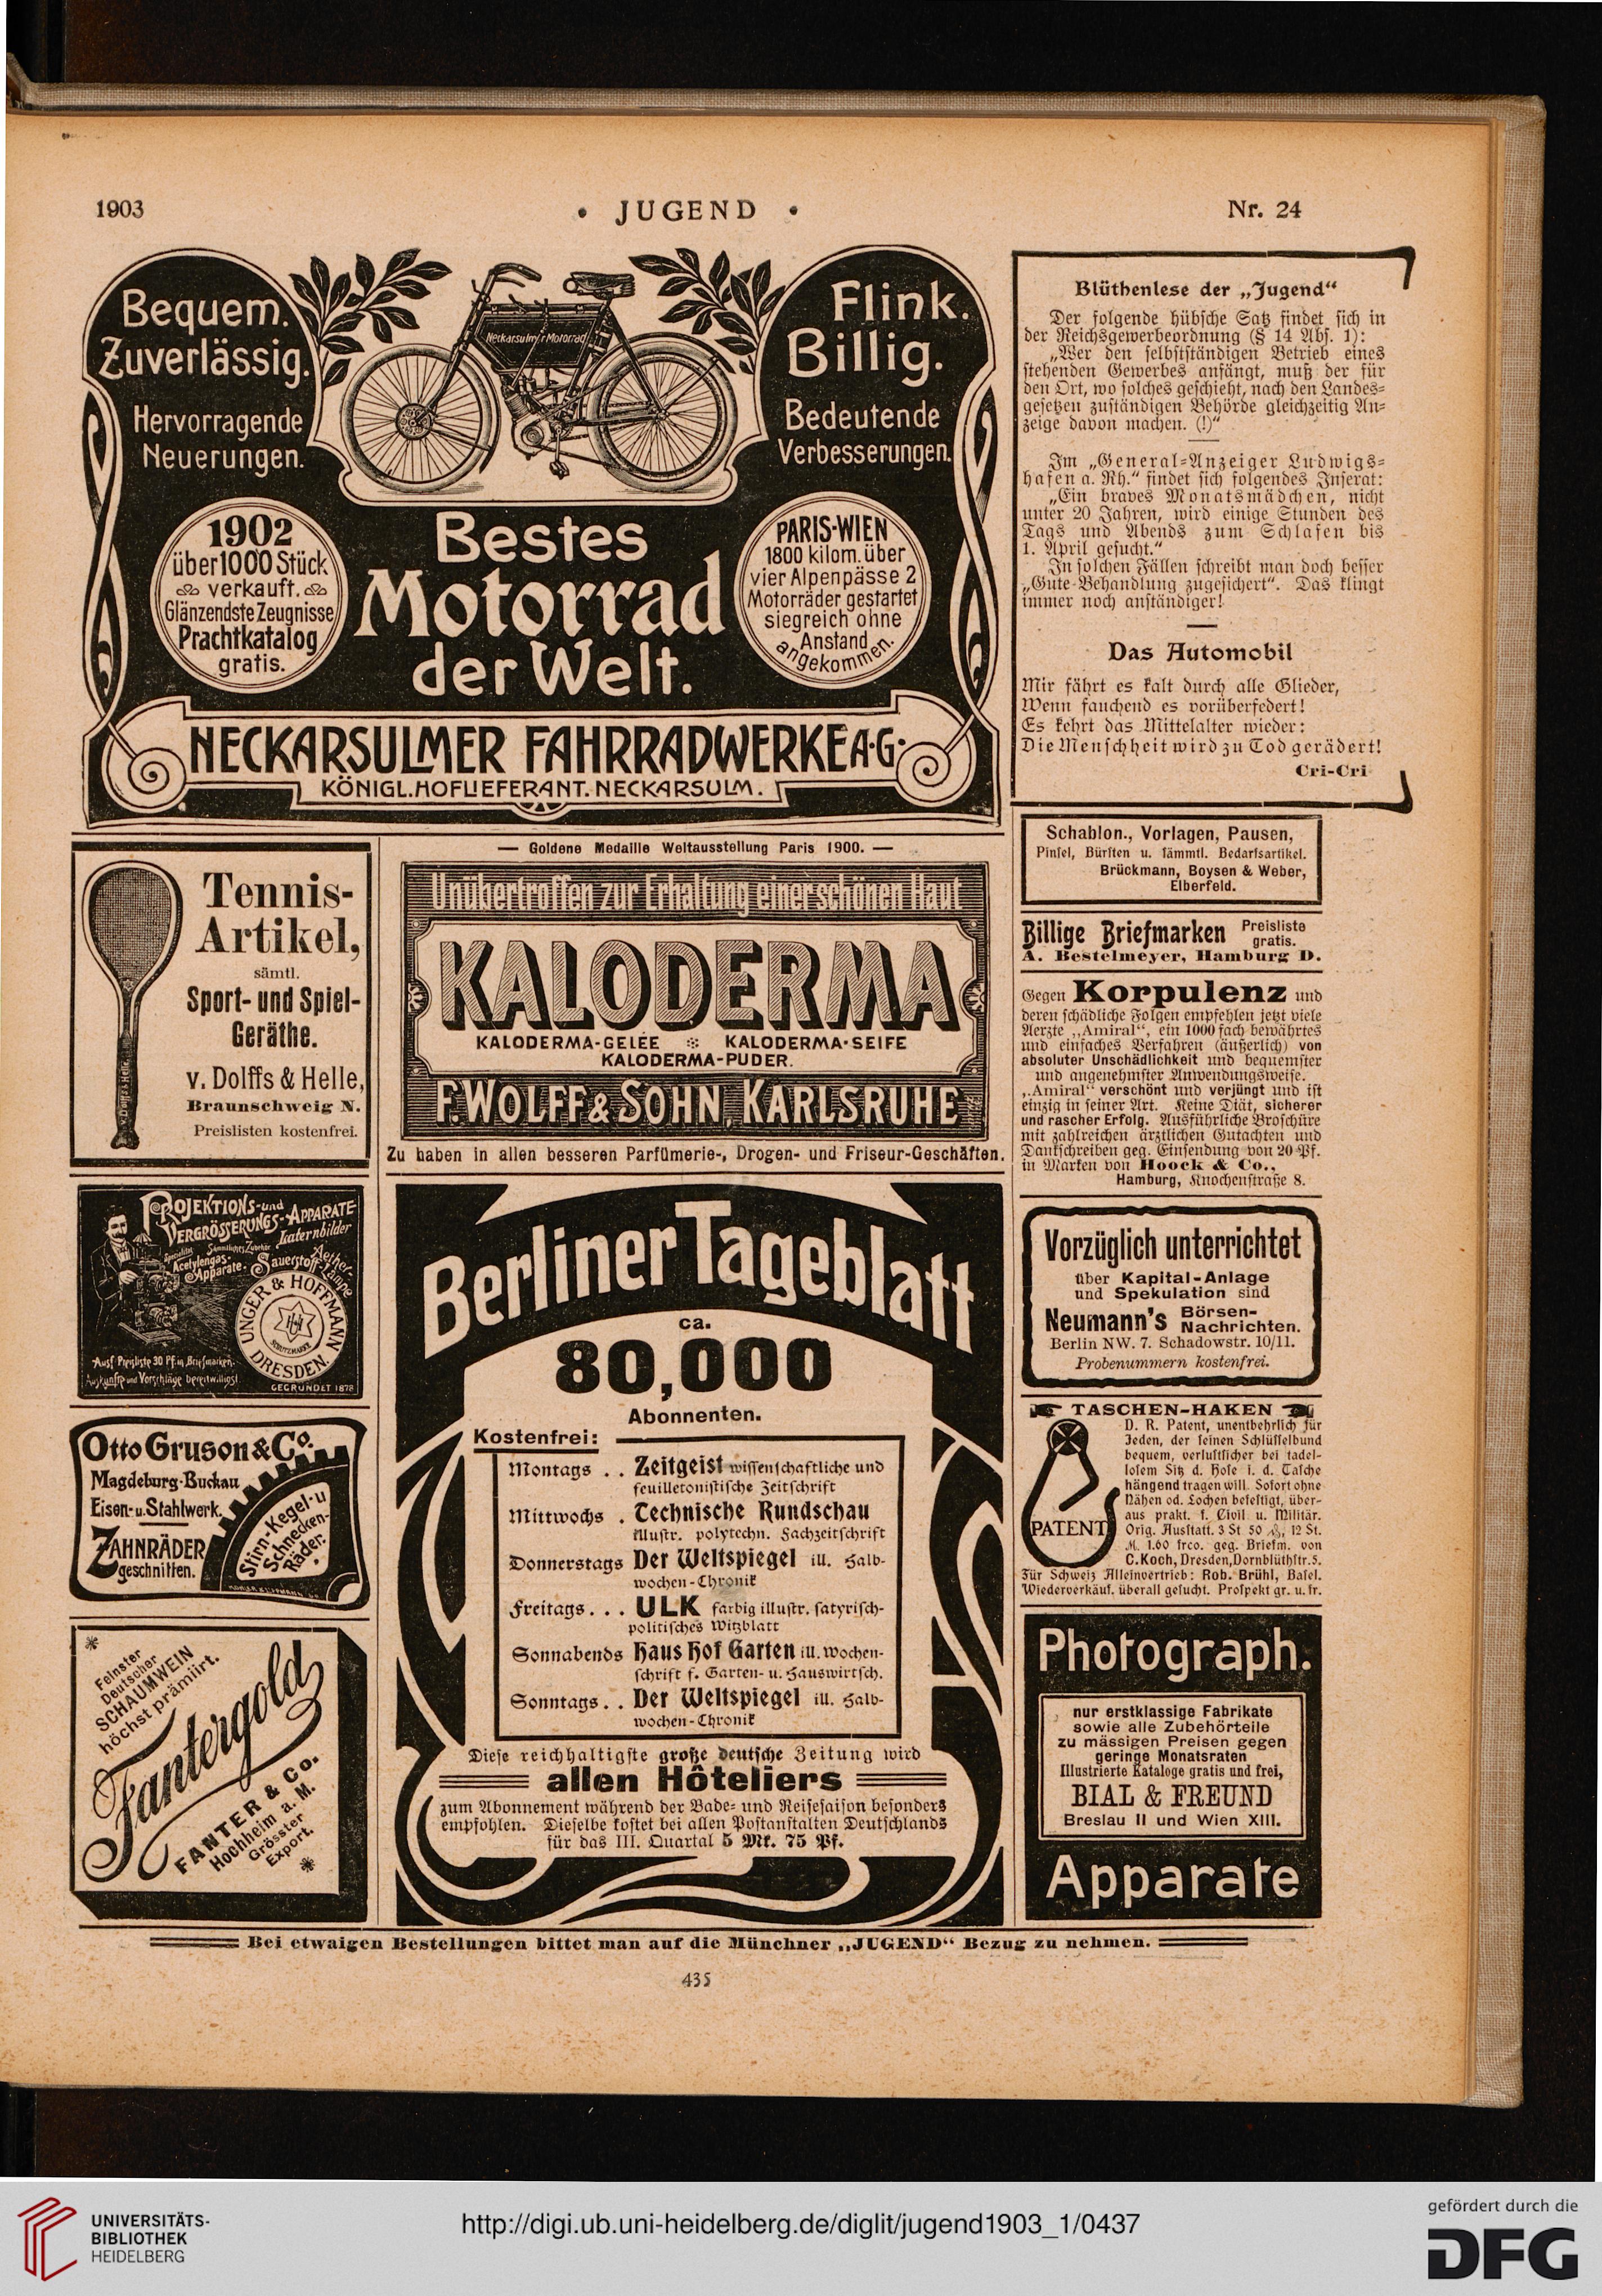 1903
• JUGEND •
Nr. 24
Bequem.
Zuverlässig.
Hervorragende
Neuerungen.
Neckarsulmer Motorrad
Flink.
Billig.
Bedeutende
Verbesserungen.
1902
über 1000 Stück
verkauft.
Glänzendste Zeugnisse
Prachtkatalog
gratis.
Bestes
Motorrad
der Welt.
PARIS-WIEN
1800 kilom. über
vier Alpenpässe 2
Motorräder gestartet
siegreich ohne
Anstand
angekommen.
NECKARSULMER FAHRRADWERKE A·G·
KÖNIGL. HOFLIEFERANT. NECKARSULM.
Blüthenlese der „Jugend“
Der folgende hübsche Satz findet sich in
der Reichsgewerbeordnung (§ 14 Abs. 1):
„Wer den selbstständigen Betrieb eines
stehenden Gewerbes anfängt, muß der für
den Ort, wo solches geschieht, nach den Landes-
gesetzen zuständigen Behörde gleichzeitig An-
zeige davon machen. (!)“
Im „General-Anzeiger Ludwigs-
hafen a. Rh.“ findet sich folgendes Inserat:
„Ein braves Monatsmädchen, nicht
unter 20 Jahren, wird einige Stunden des
Tags und Abends zum Schlafen bis
1. April gesucht.“
In solchen Fällen schreibt man doch besser
„Gute Behandlung zugesichert“. Das klingt
immer noch anständiger!
Das Automobil
Mir fährt es kalt durch alle Glieder,
Wenn fauchend es vorüberfedert!
Es kehrt das Mittelalter wieder:
Die Menschheit wird zu Tod gerädert!
Cri-Cri
Tennis-
Artikel,
sämtl.
Sport- und Spiel-
Geräthe.
v. Dolffs & Helle,
Braunschweig N.
Preislisten kostenfrei.
v. Dolffs & Helle
— Goldene Medaille Weltausstellung Paris 1900. —
Unübertroffen zur Erhaltung einer schönen Haut
KALODERMA
KALODERMA-GELÉE KALODERMA-SEIFE
KALODERMA-PUDER.
F. WOLFF & SOHN, KARLSRUHE
Zu haben in allen besseren Parfümerie-, Drogen- und Friseur-Geschäften.
Schablon., Vorlagen, Pausen,
Pinsel, Bürsten u. sämmtl. Bedarfsartikel.
Brückmann, Boysen & Weber,
Elberfeld.
Billige Briefmarken Preisliste
gratis.
A. Bestelmeyer, Hamburg D.
Gegen Korpulenz und
deren schädliche Folgen empfehlen jetzt viele
Aerzte „Amiral“, ein 1000 fach bewährtes
und einfaches Verfahren (äußerlich) von
absoluter Unschädlichkeit und bequemster
und angenehmster Anwendungsweise.
„Amiral“ verschönt und verjüngt und ist
einzig in seiner Art. Keine Diät, sicherer
und rascher Erfolg. Ausführliche Broschüre
mit zahlreichen ärztlichen Gutachten und
Dankschreiben geg. Einsendung von 20 Pf.
in Marken von Hoock & Co.,
Hamburg, Knochenstraße 8.
PROJEKTIONS- und
VERGRÖSSERUNGS-APPARATE
Laternbilder
Specialität Sämmtliches Zubehör
Acetylengas-
Apparate. Sauerstoff-
Aether-
Lampe
UNGER & HOFFMANN
DRESDEN.
SCHUTZMARKE
Ausf. Preisliste 30 Pf. in Briefmarken.
Auskünfte und Vorschläge bereitwilligst.
GEGRÜNDET 1878
Otto Gruson & Co.
Magdeburg-Buckau
Eisen- u. Stahlwerk.
ZAHNRÄDER
geschnitten.
Stirn-Kegel- u
Schnecken-
Räder.
Feinster
Deutscher
SCHAUMWEIN
höchst prämiirt.
Fantergold
FANTER & Co.
Hochheim a. M.
Grösster
Export.
Berliner Tageblatt
ca.
80,000
Abonnenten.
Kostenfrei:
Montags . . Zeitgeist wissenschaftliche und
feuilletonistische Zeitschrift
Mittwochs . Technische Rundschau
illustr. polytechn. Fachzeitschrift
Donnerstags Der Weltspiegel ill. Halb-
wochen-Chronik
Freitags. . . ULK farbig illustr. satyrisch-
politisches Witzblatt
Sonnabends Haus Hof Garten ill. Wochen-
schrift f. Garten- u. Hauswirtsch.
Sonntags. . Der Weltspiegel ill. Halb-
wochen-Chronik
Diese reichhaltigste große deutsche Zeitung wird
allen Hôteliers
zum Abonnement während der Bade- und Reisesaison besonders
empfohlen. Dieselbe kostet bei allen Postanstalten Deutschlands
für das III. Quartal 5 Mk. 75 Pf.
Vorzüglich unterrichtet
über Kapital-Anlage
und Spekulation sind
Neumann's Börsen-
Nachrichten.
Berlin NW. 7. Schadowstr. 10/11.
Probenummern kostenfrei.
TASCHEN-HAKEN
D. R. Patent, unentbehrlich für
Jeden, der seinen Schlüsselbund
bequem, verlustsicher bei tadel-
losem Sitz d. Hose i. d. Tasche
hängend tragen will. Sofort ohne
Nähen od. Lochen befestigt, über-
aus prakt. f. Civil u. Militär.
Orig. Ausstatt. 3 St 50 ₰, 12 St.
M. 1.60 frco. geg. Briefm. von
C. Koch, Dresden, Dornblüthstr. 5.
PATENT
Für Schweiz Alleinvertrieb: Rob. Brühl, Basel.
Wiederverkäuf. überall gesucht. Prospekt gr. u. fr.
Photograph.
nur erstklassige Fabrikate
sowie alle Zubehörteile
zu mässigen Preisen gegen
geringe Monatsraten
Illustrierte Kataloge gratis und frei,
BIAL & FREUND
Breslau II und Wien XIII.
Apparate
Bei etwaigen Bestellungen bittet man auf die Münchner „JUGEND“ Bezug zu nehmen.
435
UNIVERSITÄTS-
BIBLIOTHEK
HEIDELBERG
http://digi.ub.uni-heidelberg.de/diglit/jugend1903_1/0437
gefördert durch die
DFG